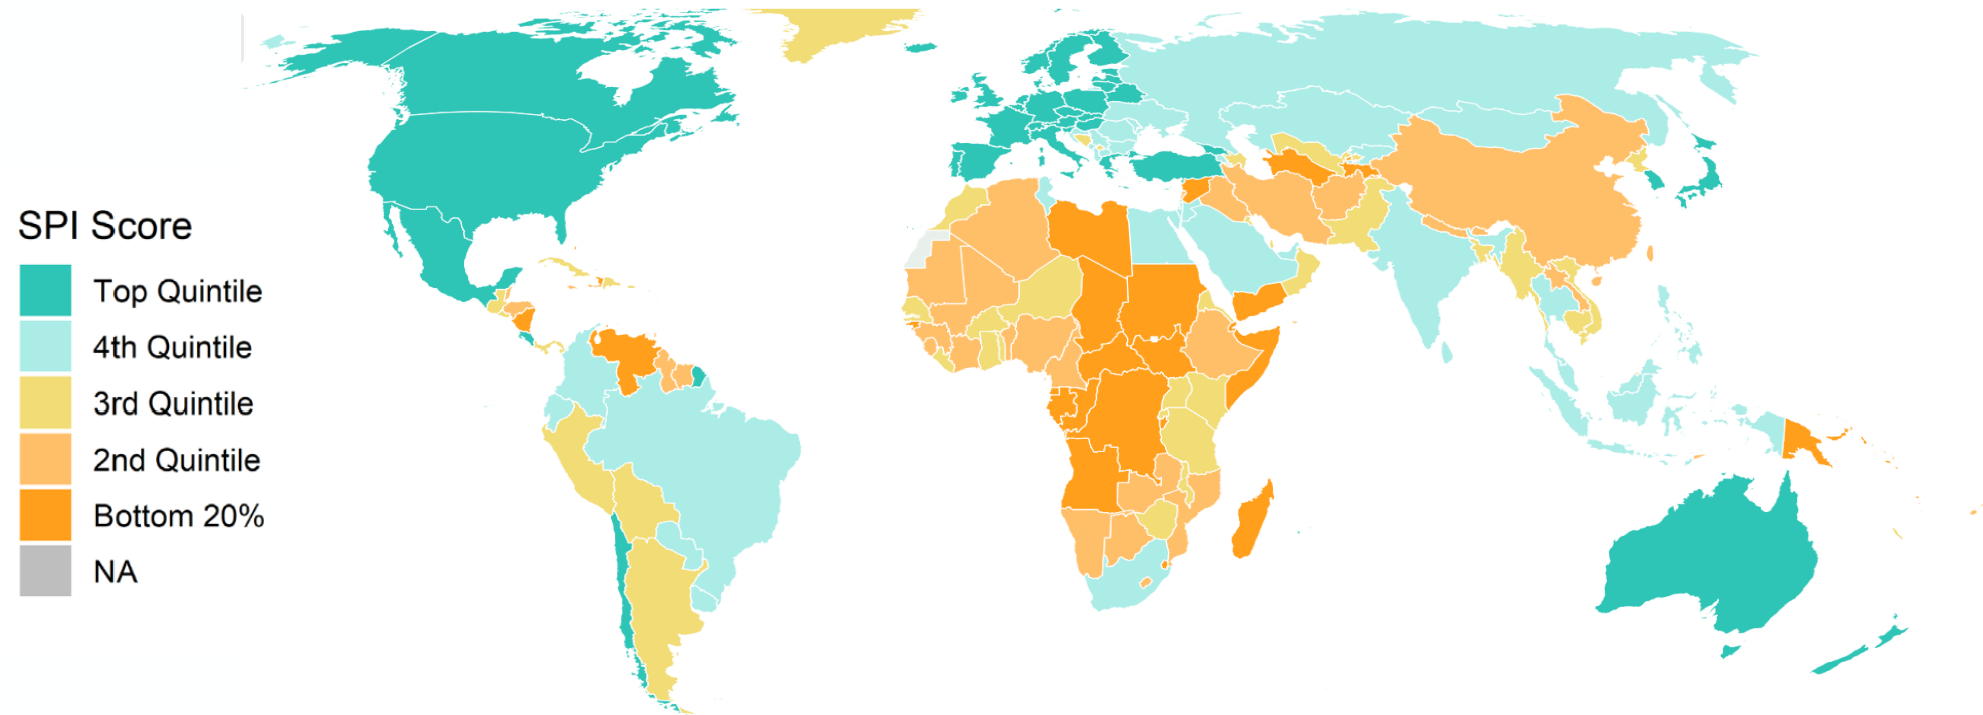 SPI Score
Top Quintile
4th Quintile
3rd Quintile
2nd Quintile
Bottom 20%
NA